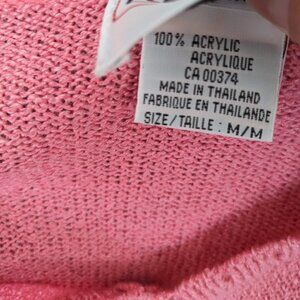 100% ACRYLIC
ACRYLIQUE
CA 00374
MADE IN THAILAND
FABRIQUE EN THAILANDE
SIZE/TAILLE: M/M